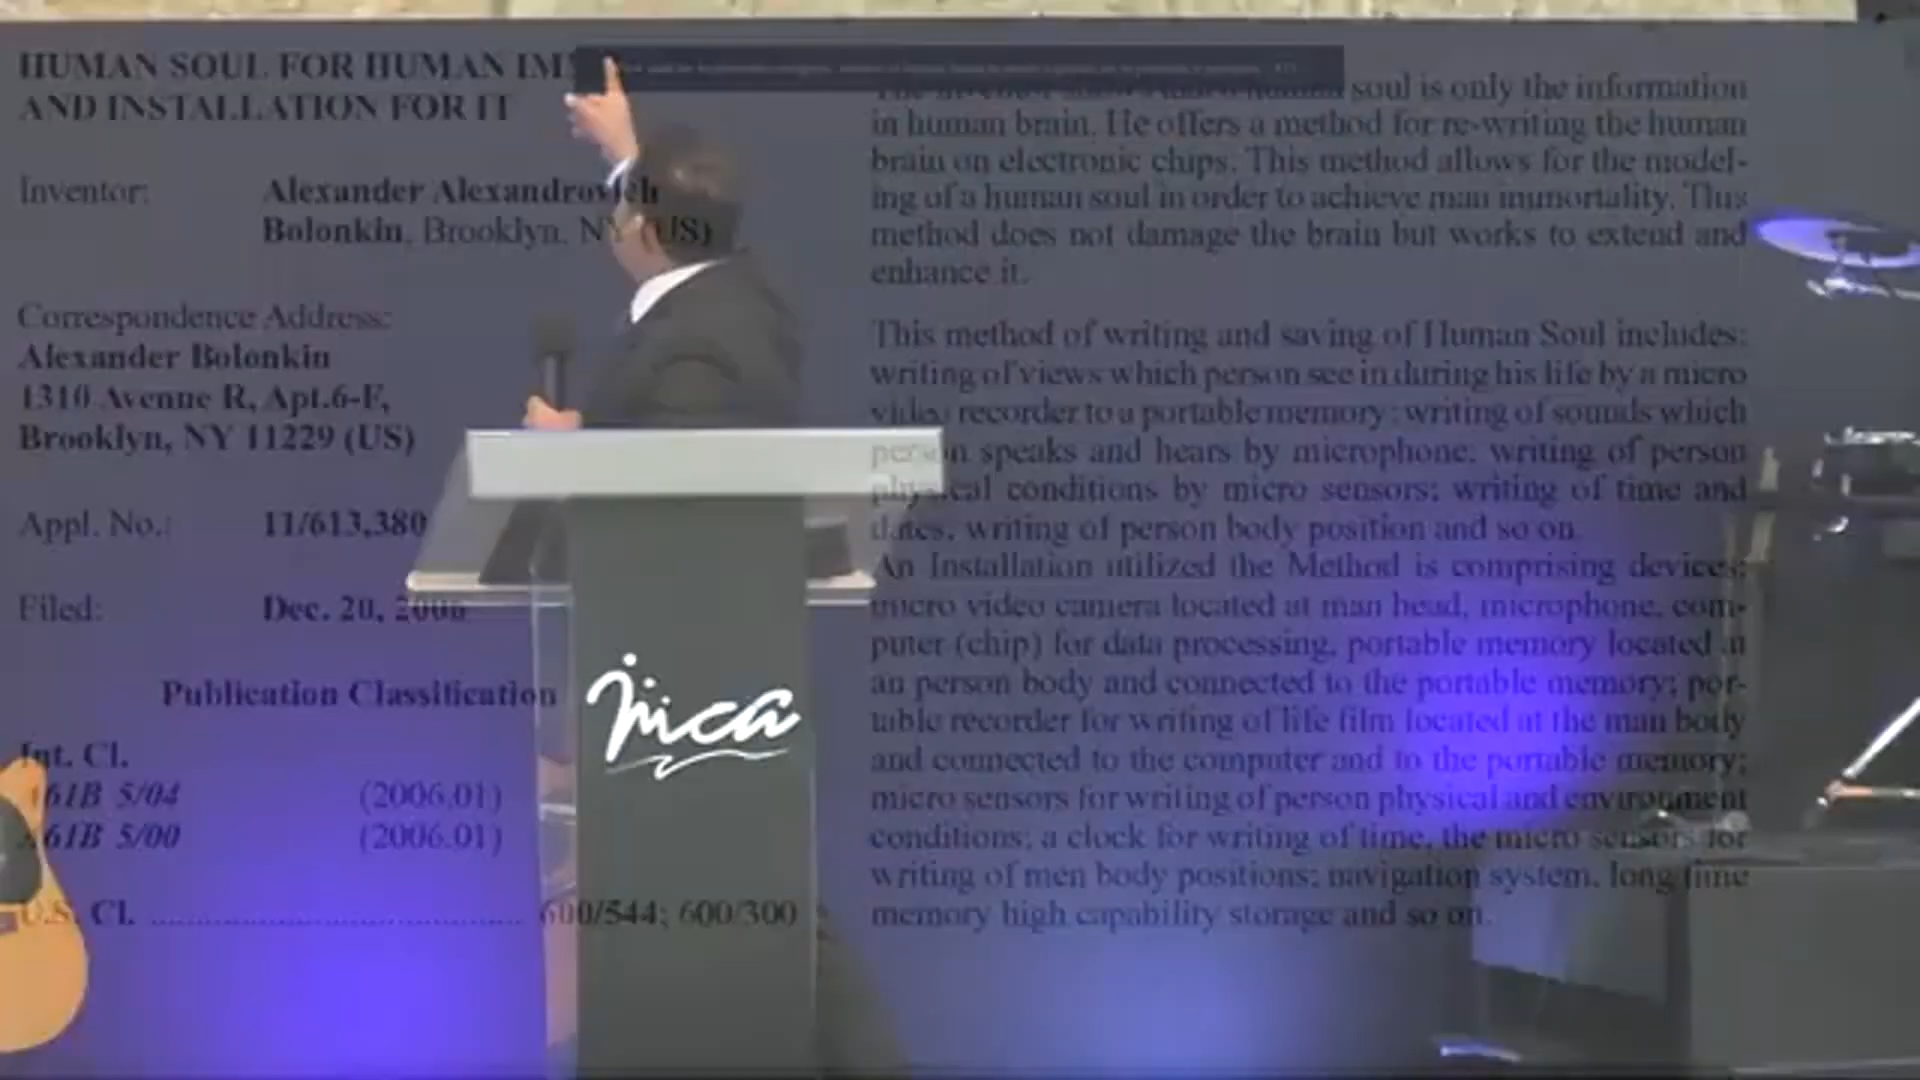 HUMAN SOUL FOR HUMAN IM
AND INSTALLATION FOR IT
Inventor: Alexander Alexandrovich
Bolonkin, Brooklyn, NY (US)
Correspondence Address:
Alexander Bolonkin
1310 Avenue R, Apt.6-F,
Brooklyn, NY 11229 (US)
Appl. No.: 11/613,380
Filed: Dec. 20, 2006
Publication Classification
Int. Cl.
A61B 5/04 (2006.01)
A61B 5/00 (2006.01)
U.S. Cl. .................................... 600/544; 600/300
soul is only the information
in human brain. He offers a method for re-writing the human
brain on electronic chips. This method allows for the model-
ing of a human soul in order to achieve man immortality. This
method does not damage the brain but works to extend and
enhance it.
This method of writing and saving of Human Soul includes:
writing of views which person see in during his life by a micro
video recorder to a portable memory; writing of sounds which
person speaks and hears by microphone; writing of person
physical conditions by micro sensors; writing of time and
dates, writing of person body position and so on.
An Installation utilized the Method is comprising devices:
micro video camera located at man head, microphone, com-
puter (chip) for data processing, portable memory located at
an person body and connected to the portable memory; por-
table recorder for writing of life film located at the man body
and connected to the computer and to the portable memory;
micro sensors for writing of person physical and environment
conditions; a clock for writing of time, the micro sensors for
writing of men body positions; navigation system, long time
memory high capability storage and so on.
mca